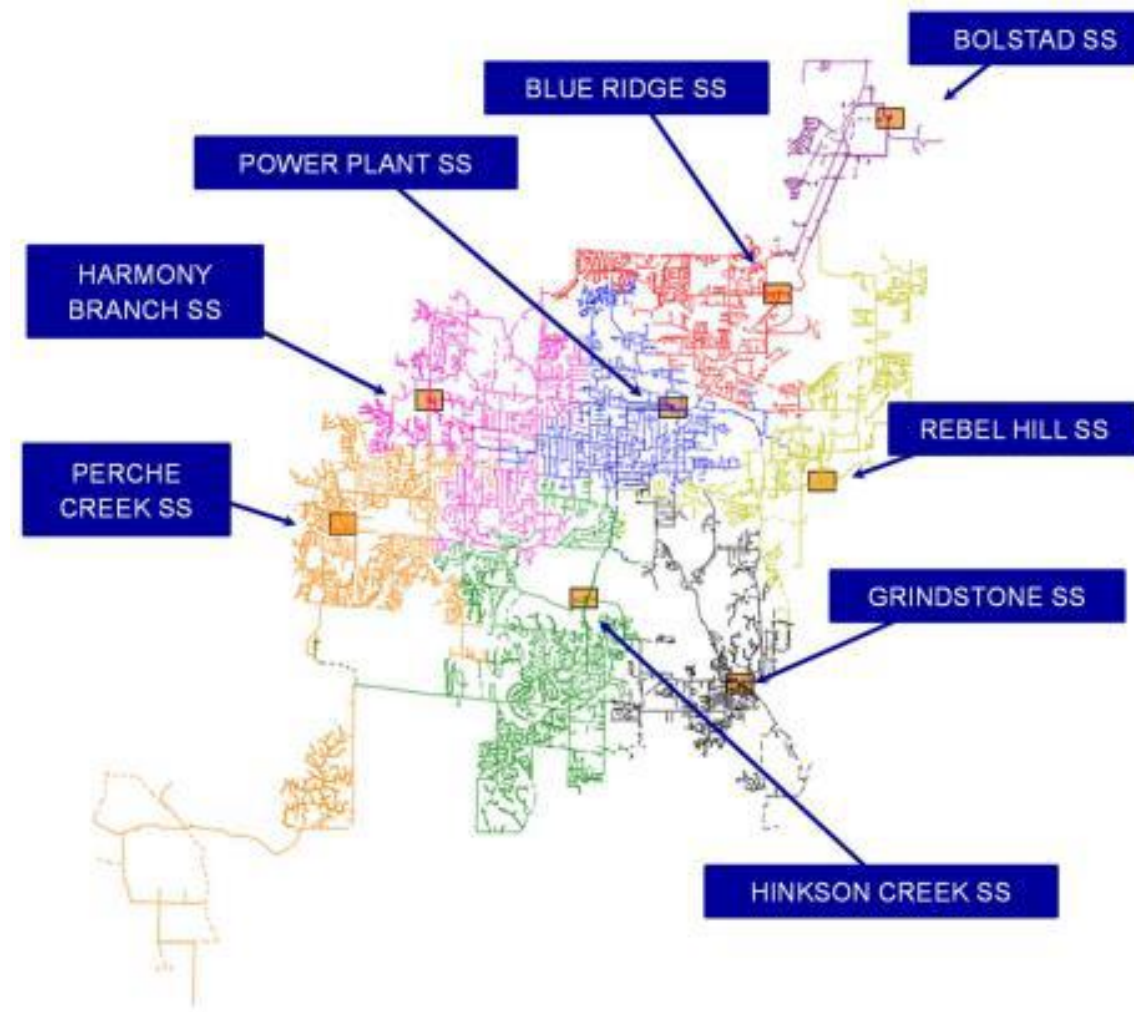 BOLSTAD SS
BLUE RIDGE SS
POWER PLANT SS
HARMONY
BRANCH SS
REBEL HILL SS
PERCHE
CREEK SS
GRINDSTONE SS
HINKSON CREEK SS